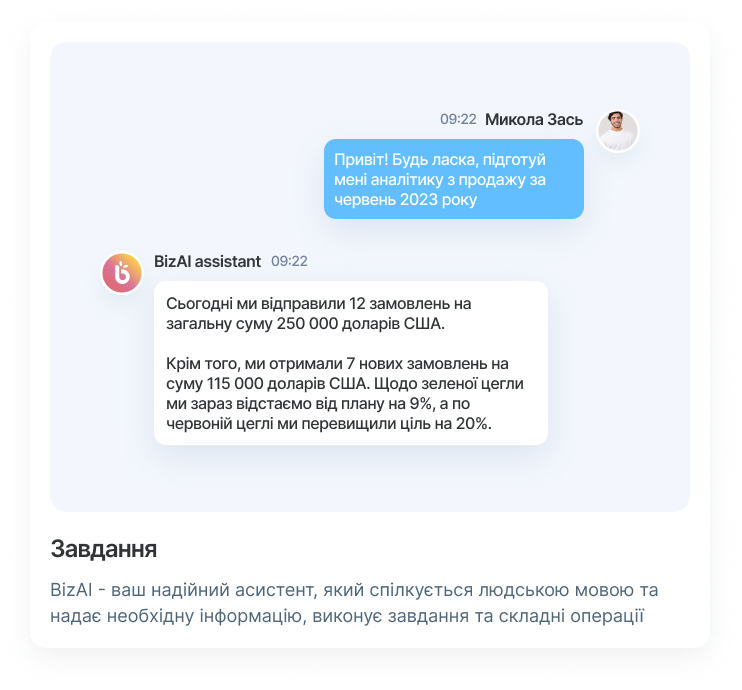 09:22 Микола Зась
Привіт! Будь ласка, підготуй
мені аналітику з продажу за
червень 2023 року
BizAI assistant 09:22
Сьогодні ми відправили 12 замовлень на
загальну суму 250 000 доларів США.
Крім того, ми отримали 7 нових замовлень на
суму 115 000 доларів США. Щодо зеленої цегли
ми зараз відстаємо від плану на 9%, а по
червоній цеглі ми перевищили ціль на 20%.
Завдання
BizAI - ваш надійний асистент, який спілкується людською мовою та
надає необхідну інформацію, виконує завдання та складні операції